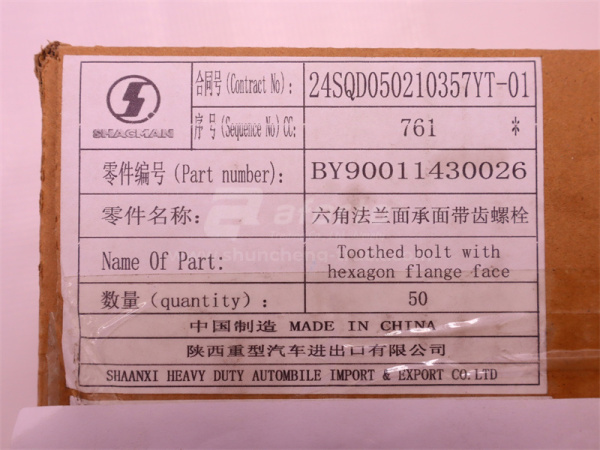 SHACMAN
合同号(Contract No): 24SQD050210357YT-01
序 号(Sequence No)CC: 761 *
零件编号(Part number): BY90011430026
零件名称: 六角法兰面承面带齿螺栓
Name Of Part: Toothed bolt with
hexagon flange face
数量(quantity): 50
中国制造 MADE IN CHINA
陕西重型汽车进出口有限公司
SHAANXI HEAVY DUTY AUTOMBILE IMPORT & EXPORT CO.LTD